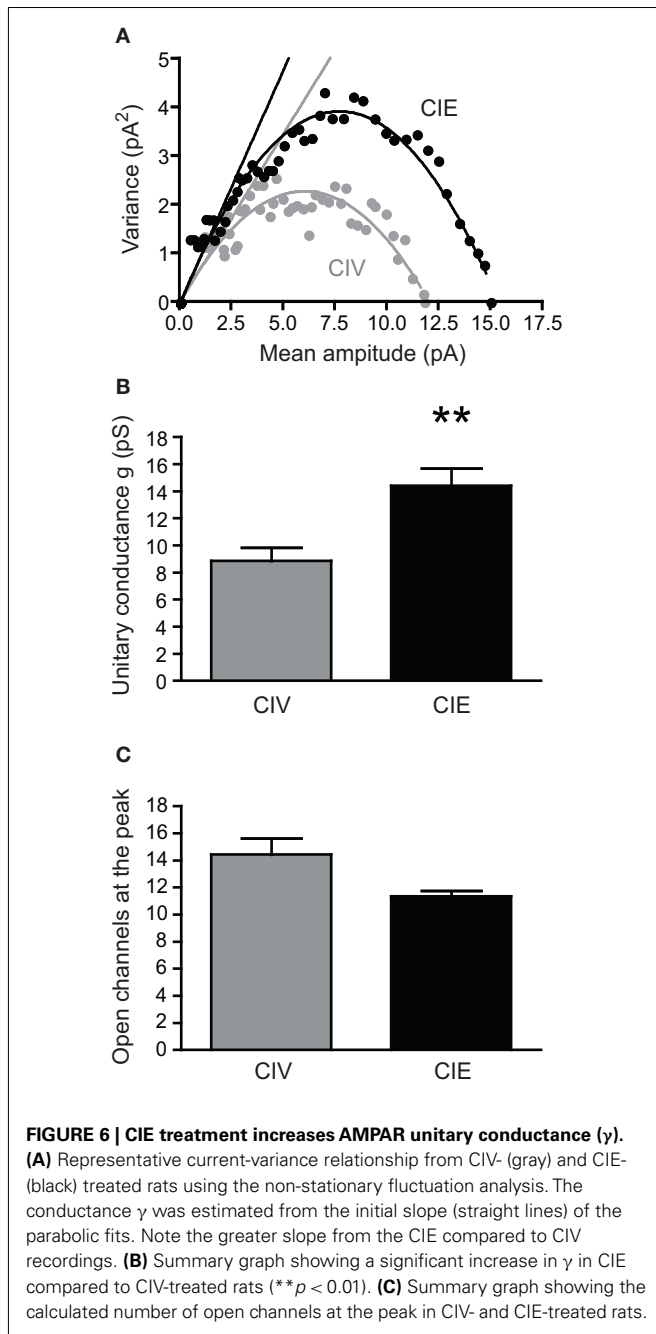 A
5
4
3
2
1
0
Variance (pA²)
CIE
CIV
0.0 2.5 5.0 7.5 10.0 12.5 15.0 17.5
Mean ampitude (pA)
B
**
18
16
14
12
10
8
6
4
2
0
Unitary conductance g (pS)
CIV CIE
C
18
16
14
12
10
8
6
4
2
0
Open channels at the peak
CIV CIE
FIGURE 6 | CIE treatment increases AMPAR unitary conductance (γ).
(A) Representative current-variance relationship from CIV- (gray) and CIE-
(black) treated rats using the non-stationary fluctuation analysis. The
conductance γ was estimated from the initial slope (straight lines) of the
parabolic fits. Note the greater slope from the CIE compared to CIV
recordings. (B) Summary graph showing a significant increase in γ in CIE
compared to CIV-treated rats (**p < 0.01). (C) Summary graph showing the
calculated number of open channels at the peak in CIV- and CIE-treated rats.